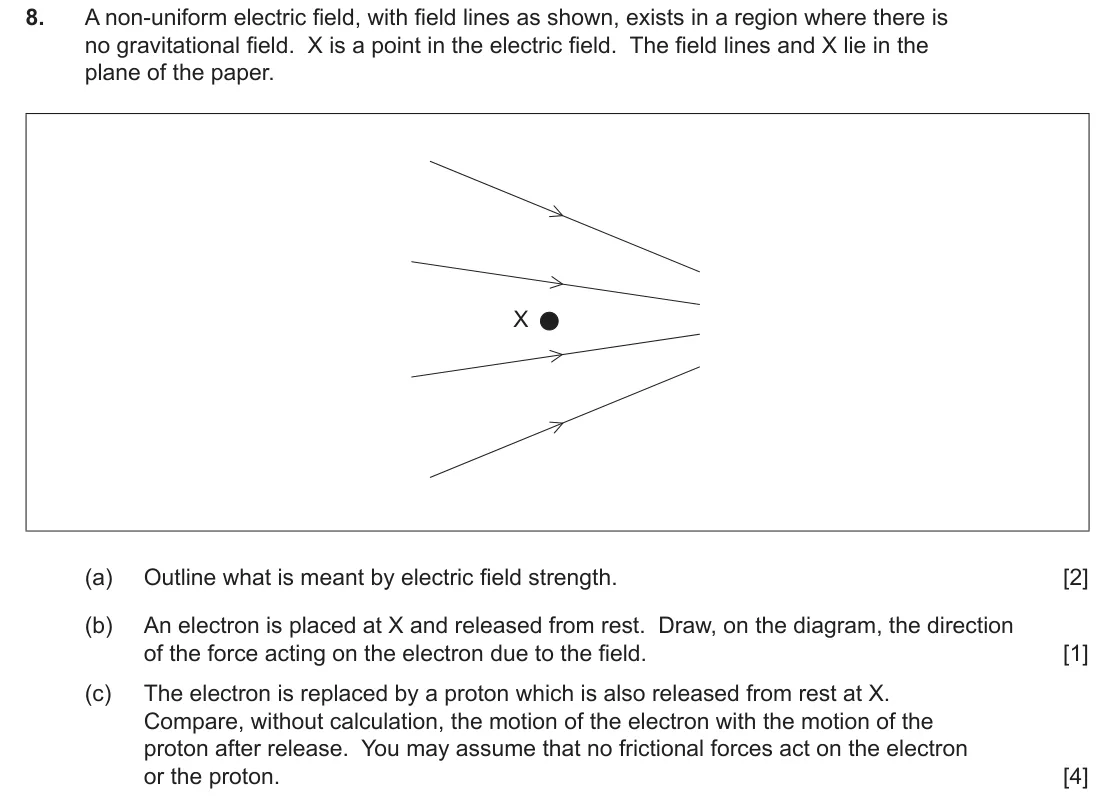 8. A non-uniform electric field, with field lines as shown, exists in a region where there is
no gravitational field. X is a point in the electric field. The field lines and X lie in the
plane of the paper.
X
(a) Outline what is meant by electric field strength. [2]
(b) An electron is placed at X and released from rest. Draw, on the diagram, the direction
of the force acting on the electron due to the field. [1]
(c) The electron is replaced by a proton which is also released from rest at X.
Compare, without calculation, the motion of the electron with the motion of the
proton after release. You may assume that no frictional forces act on the electron
or the proton. [4]